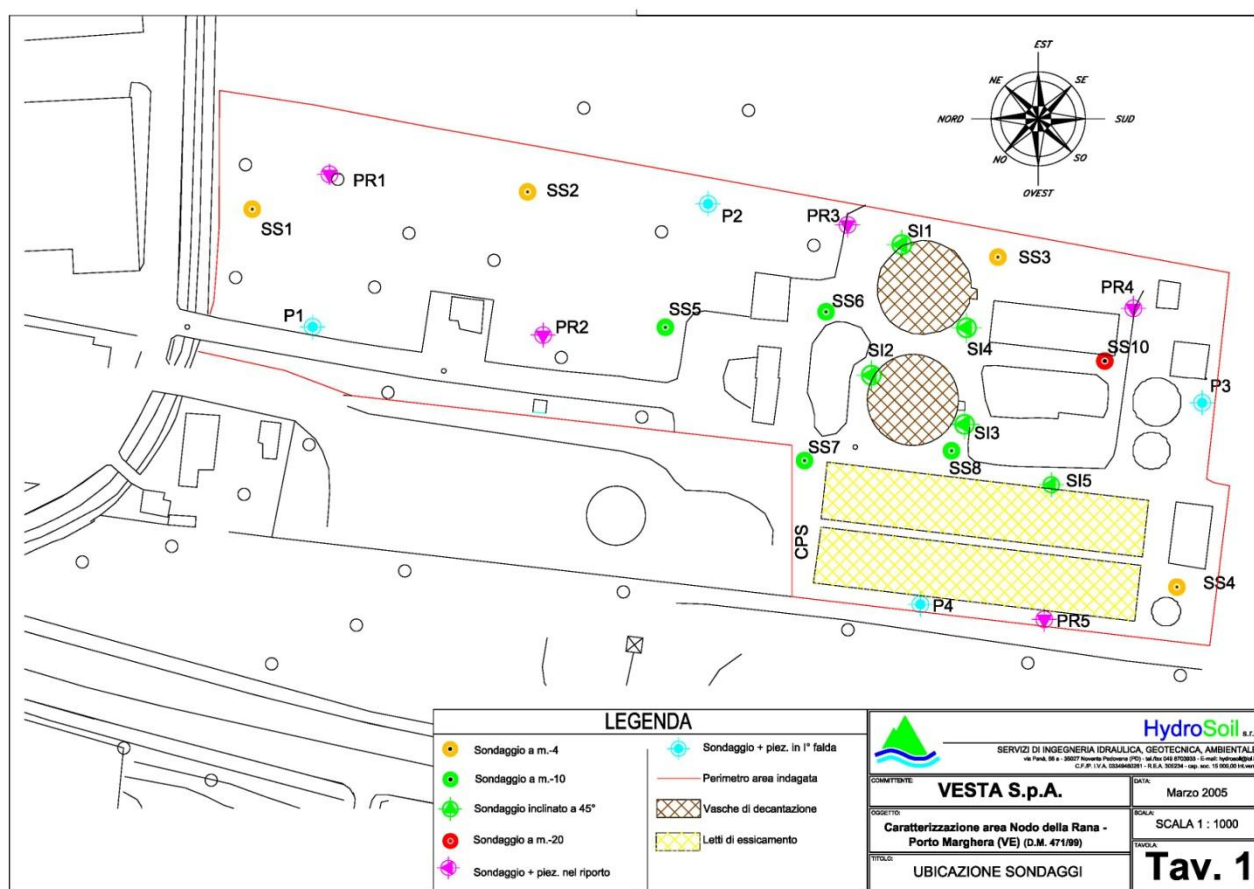 EST
NE
SE
NORD
SUD
NO
SO
OVEST
PR1
SS2
SS1
P2
PR3
SI1
SS3
PR4
P1
PR2
SS5
SS6
SI4
SS10
SI2
P3
SI3
SS7
SS8
SI5
CPS
SS4
P4
PR5
LEGENDA
Sondaggio a m.-4
Sondaggio a m.-10
Sondaggio inclinato a 45°
Sondaggio a m.-20
Sondaggio + piez. nel riporto
Sondaggio + piez. in I° falda
Perimetro area indagata
Vasche di decantazione
Letti di essicamento
HydroSoil s.r.l.
SERVIZI DI INGEGNERIA IDRAULICA, GEOTECNICA, AMBIENTALE
COMMITTENTE:
VESTA S.p.A.
DATA:
Marzo 2005
OGGETTO:
Caratterizzazione area Nodo della Rana -
Porto Marghera (VE) (D.M. 471/99)
SCALA:
SCALA 1 : 1000
TITOLO:
UBICAZIONE SONDAGGI
TAVOLA:
Tav. 1